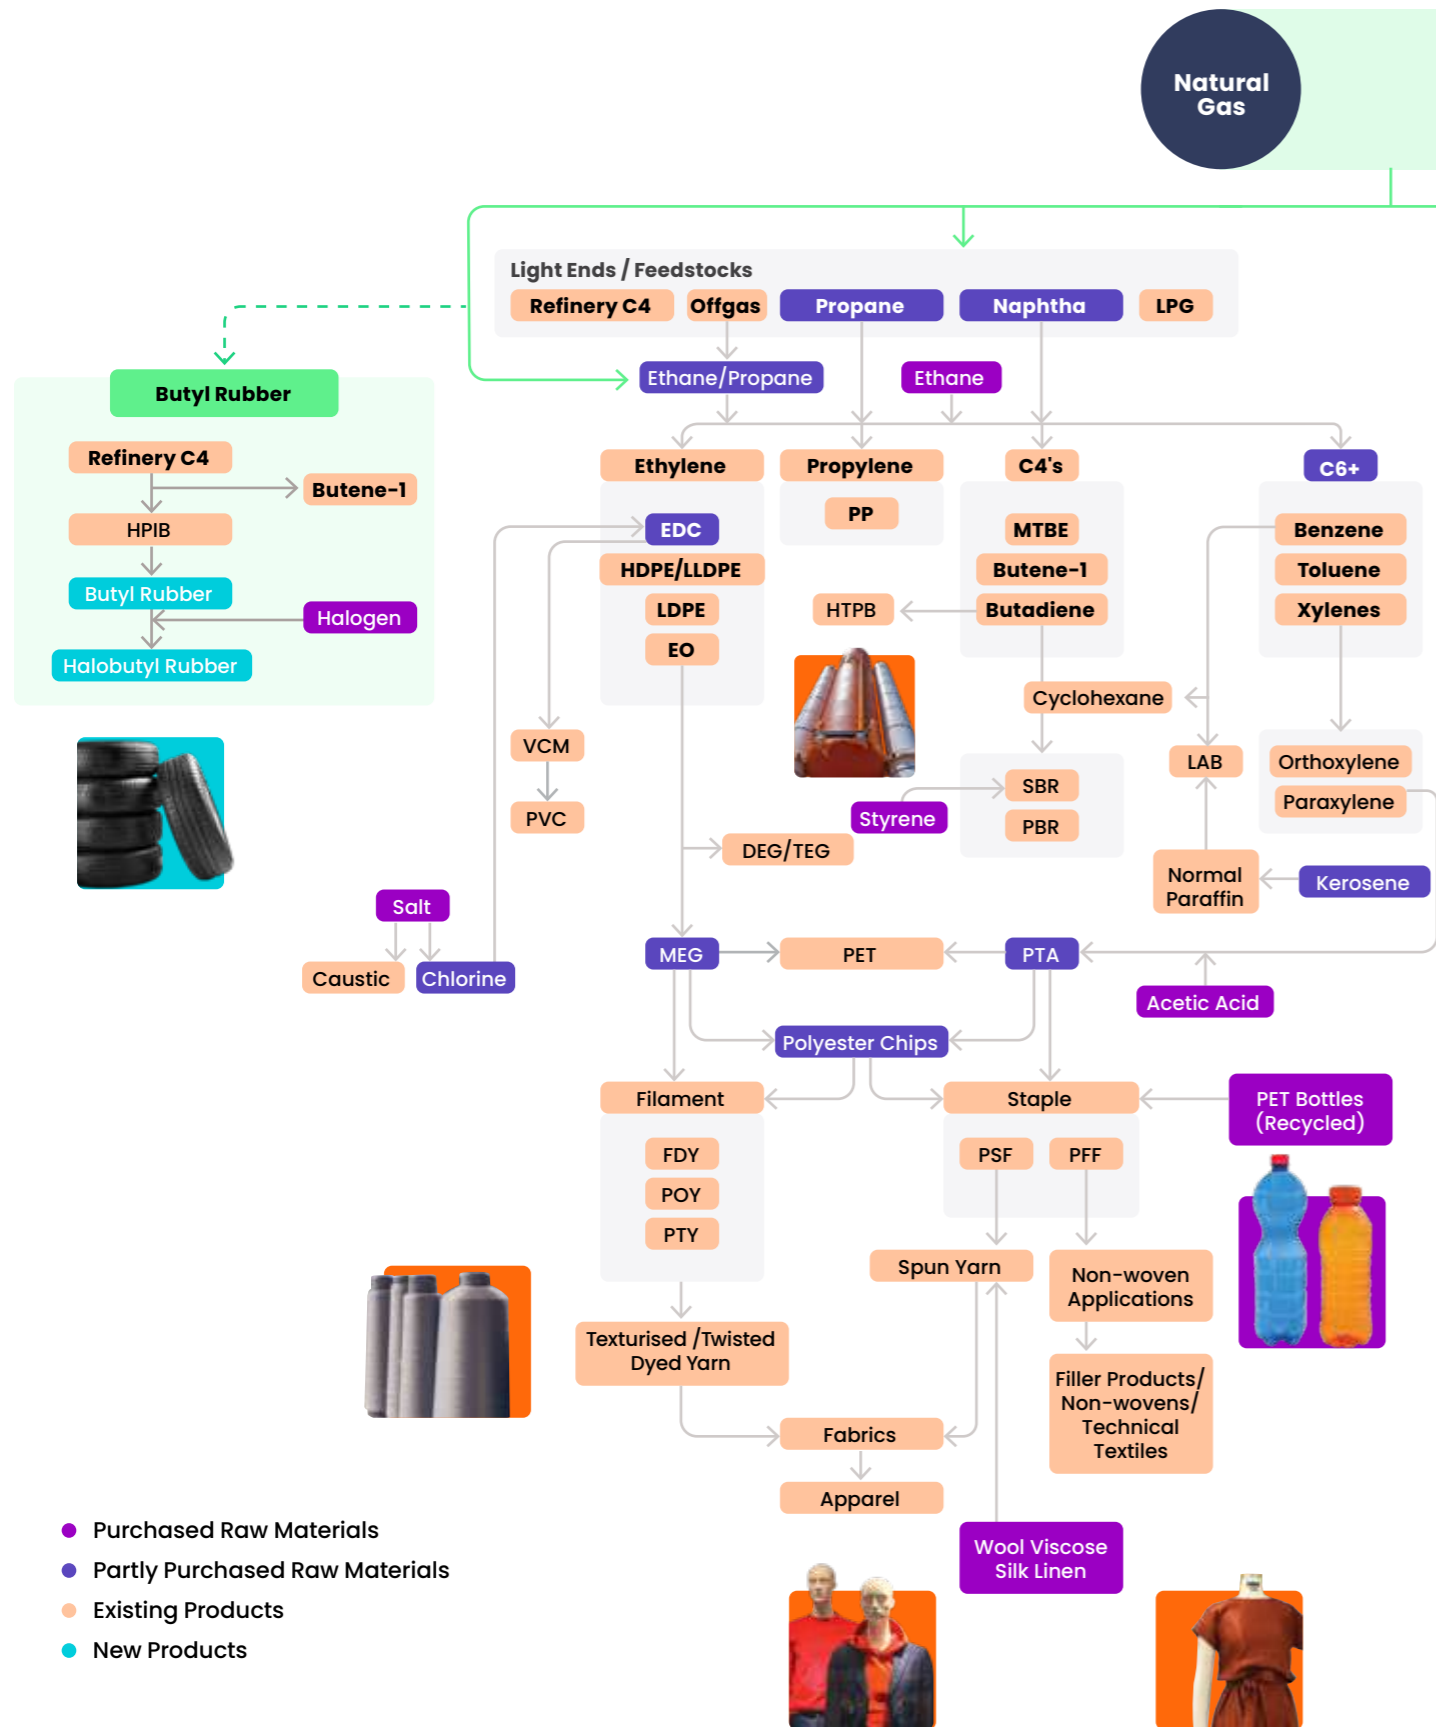 Natural
Gas
Light Ends / Feedstocks
Refinery C4
Offgas
Propane
Naphtha
LPG
Ethane/Propane
Ethane
Butyl Rubber
Refinery C4
Butene-1
HPIB
Butyl Rubber
Halogen
Halobutyl Rubber
Ethylene
Propylene
C4's
C6+
EDC
HDPE/LLDPE
LDPE
EO
PP
MTBE
Butene-1
Butadiene
HTPB
Benzene
Toluene
Xylenes
Cyclohexane
VCM
PVC
LAB
Orthoxylene
Paraxylene
SBR
PBR
Styrene
DEG/TEG
Normal
Paraffin
Kerosene
Salt
Caustic
Chlorine
MEG
PET
PTA
Acetic Acid
Polyester Chips
Filament
Staple
PET Bottles
(Recycled)
FDY
POY
PTY
PSF
PFF
Spun Yarn
Non-woven
Applications
Texturised /Twisted
Dyed Yarn
Filler Products/
Non-wovens/
Technical
Textiles
Fabrics
Apparel
Wool Viscose
Silk Linen
Purchased Raw Materials
Partly Purchased Raw Materials
Existing Products
New Products